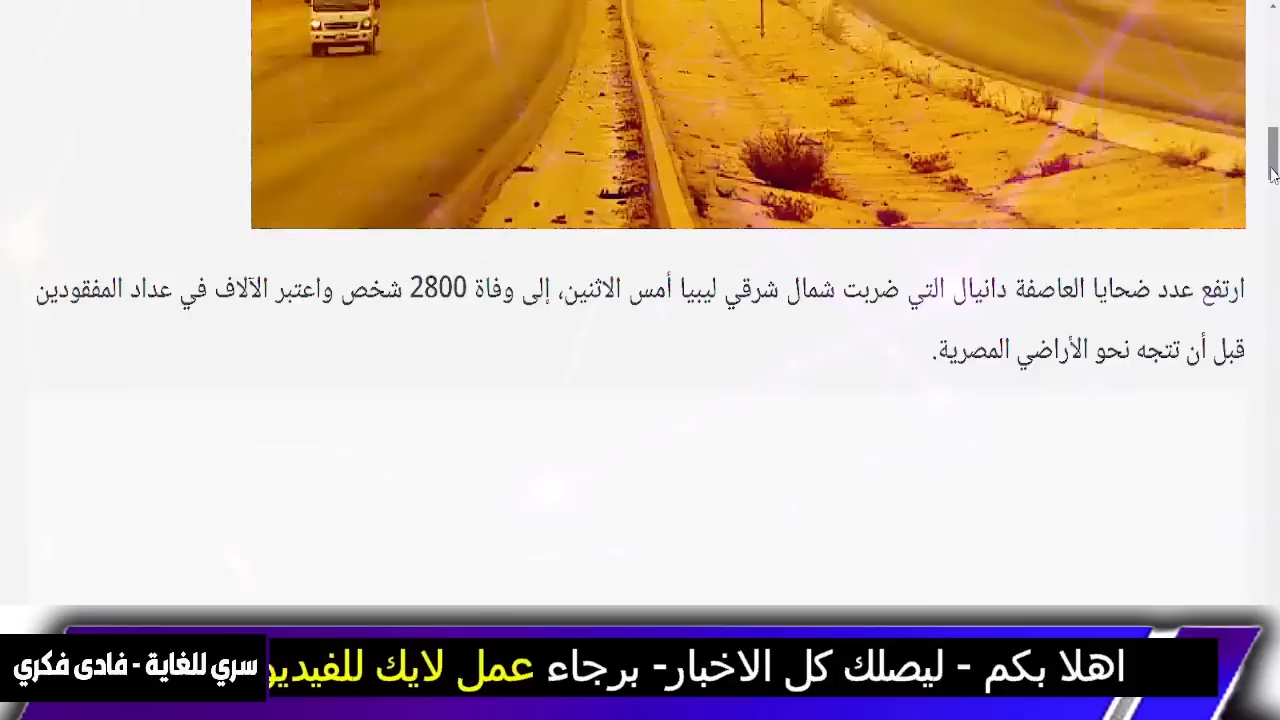 ارتفع عدد ضحايا العاصفة دانيال التي ضربت شمال شرقي ليبيا أمس الاثنين، إلى وفاة 2800 شخص واعتبر الآلاف في عداد المفقودين
قبل أن تتجه نحو الأراضي المصرية.
اهلا بكم - ليصلك كل الاخبار- برجاء عمل لايك للفيديو
سري للغاية - فادى فكري